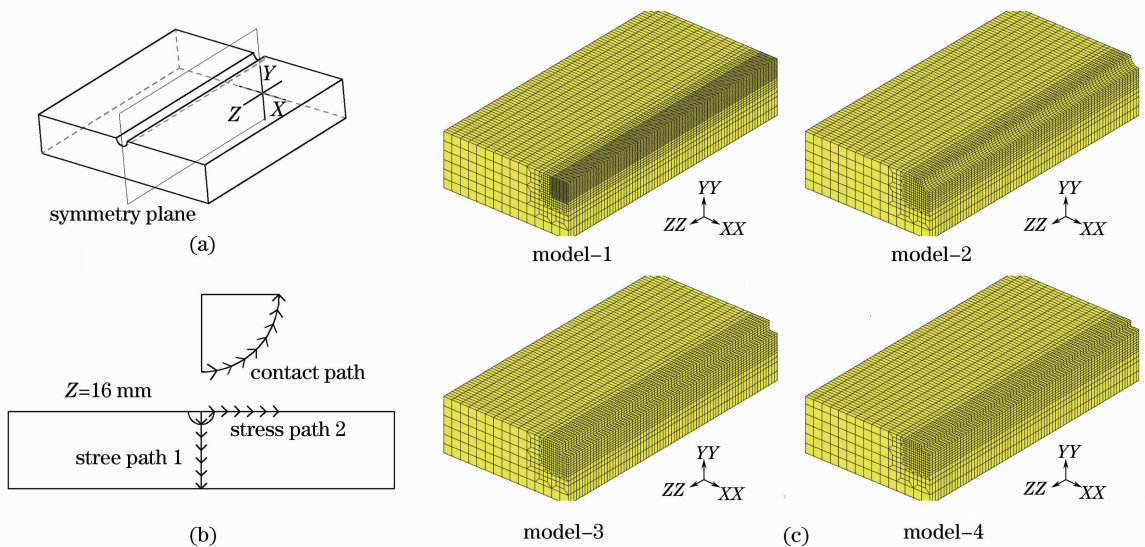 Y
Z
X
symmetry plane
(a)
contact path
Z=16 mm
stress path 2
stree path 1
(b)
YY
ZZ
XX
model-1
YY
ZZ
XX
model-2
YY
ZZ
XX
model-3
YY
ZZ
XX
model-4
(c)